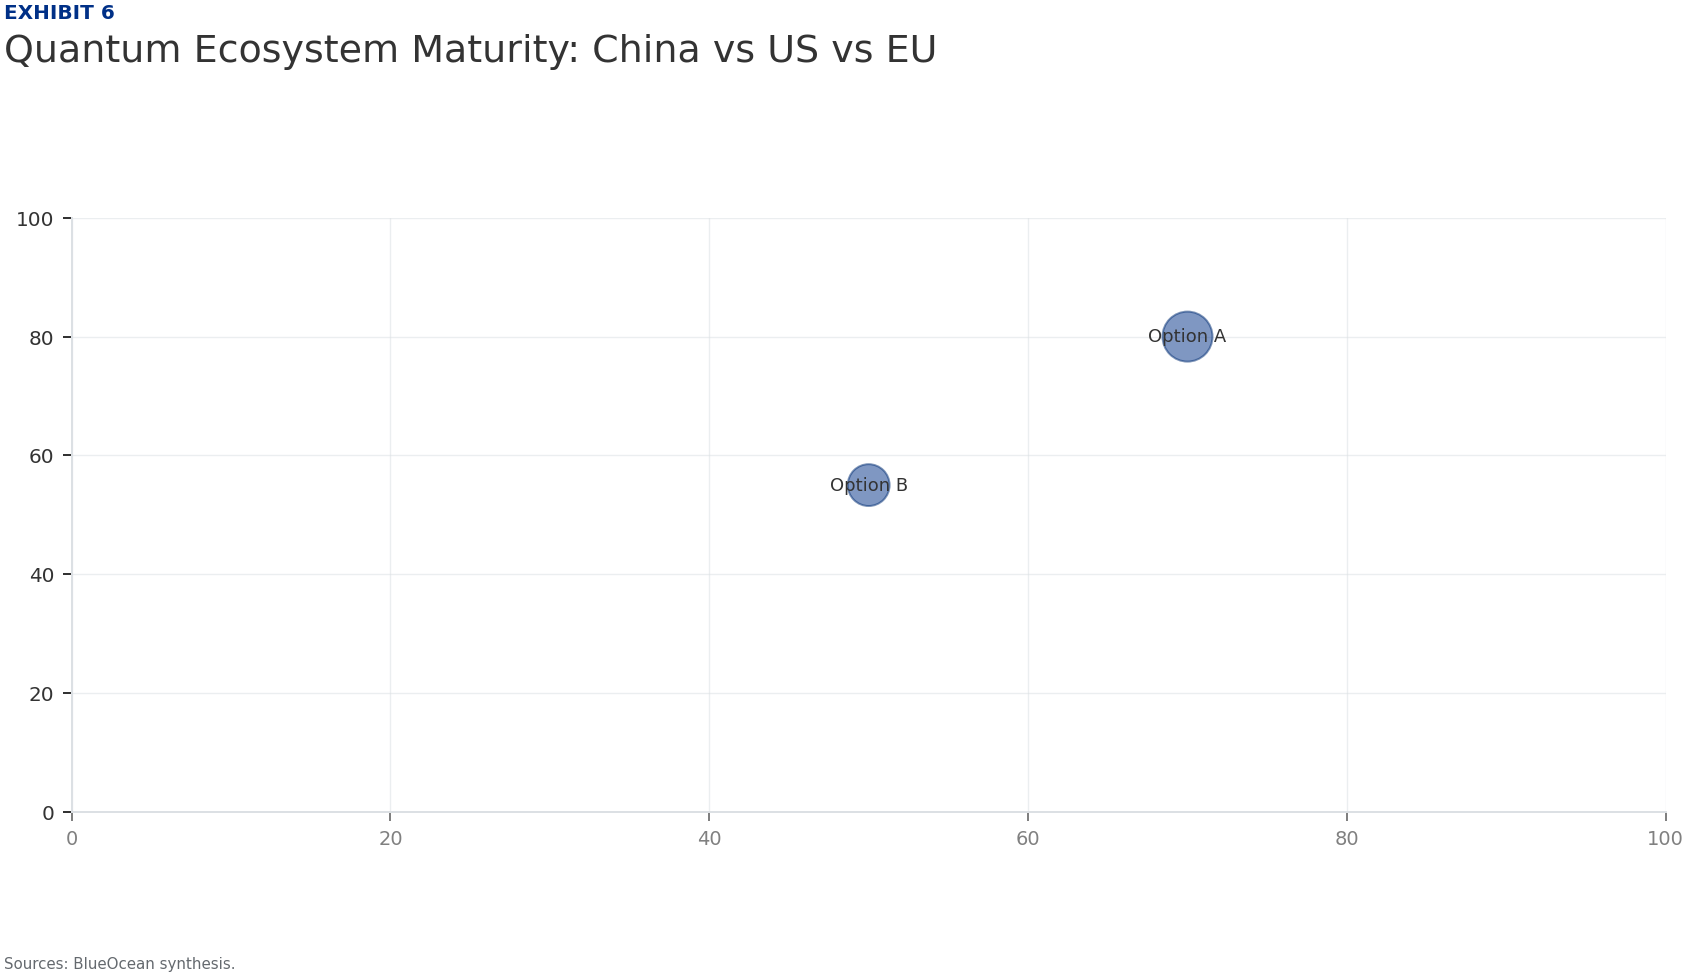 EXHIBIT 6
Quantum Ecosystem Maturity: China vs US vs EU
100
80
Option A
60
Option B
40
20
0
0 20 40 60 80 100
Sources: BlueOcean synthesis.